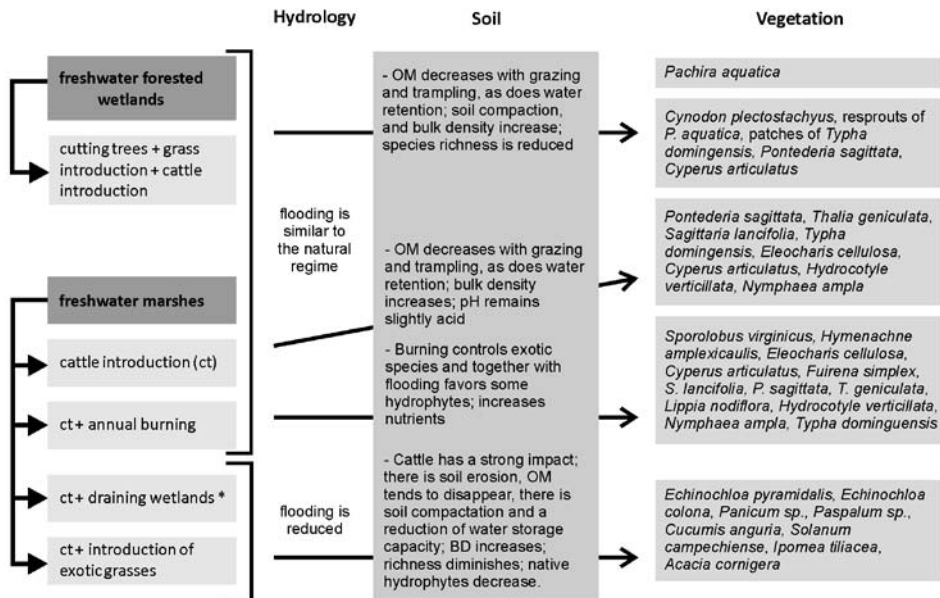 Hydrology
Soil
Vegetation
freshwater forested
wetlands
cutting trees + grass
introduction + cattle
introduction
freshwater marshes
cattle introduction (ct)
ct + annual burning
ct + draining wetlands *
ct + introduction of
exotic grasses
flooding is
similar to
the natural
regime
flooding is
reduced
- OM decreases with grazing
and trampling, as does water
retention; soil compaction,
and bulk density increase;
species richness is reduced
- OM decreases with grazing
and trampling, as does water
retention; bulk density
increases; pH remains
slightly acid
- Burning controls exotic
species and together with
flooding favors some
hydrophytes; increases
nutrients
- Cattle has a strong impact;
there is soil erosion, OM
tends to disappear, there is
soil compactation and a
reduction of water storage
capacity; BD increases;
richness diminishes; native
hydrophytes decrease.
Pachira aquatica
Cynodon plectostachyus, resprouts of
P. aquatica, patches of Typha
domingensis, Pontederia sagittata,
Cyperus articulatus
Pontederia sagittata, Thalia geniculata,
Sagittaria lancifolia, Typha
domingensis, Eleocharis cellulosa,
Cyperus articulatus, Hydrocotyle
verticillata, Nymphaea ampla
Sporolobus virginicus, Hymenachne
amplexicaulis, Eleocharis cellulosa,
Cyperus articulatus, Fuirena simplex,
S. lancifolia, P. sagittata, T. geniculata,
Lippia nodiflora, Hydrocotyle verticillata,
Nymphaea ampla, Typha dominguensis
Echinochloa pyramidalis, Echinochloa
colona, Panicum sp., Paspalum sp.,
Cucumis anguria, Solanum
campechiense, Ipomea tiliacea,
Acacia cornigera